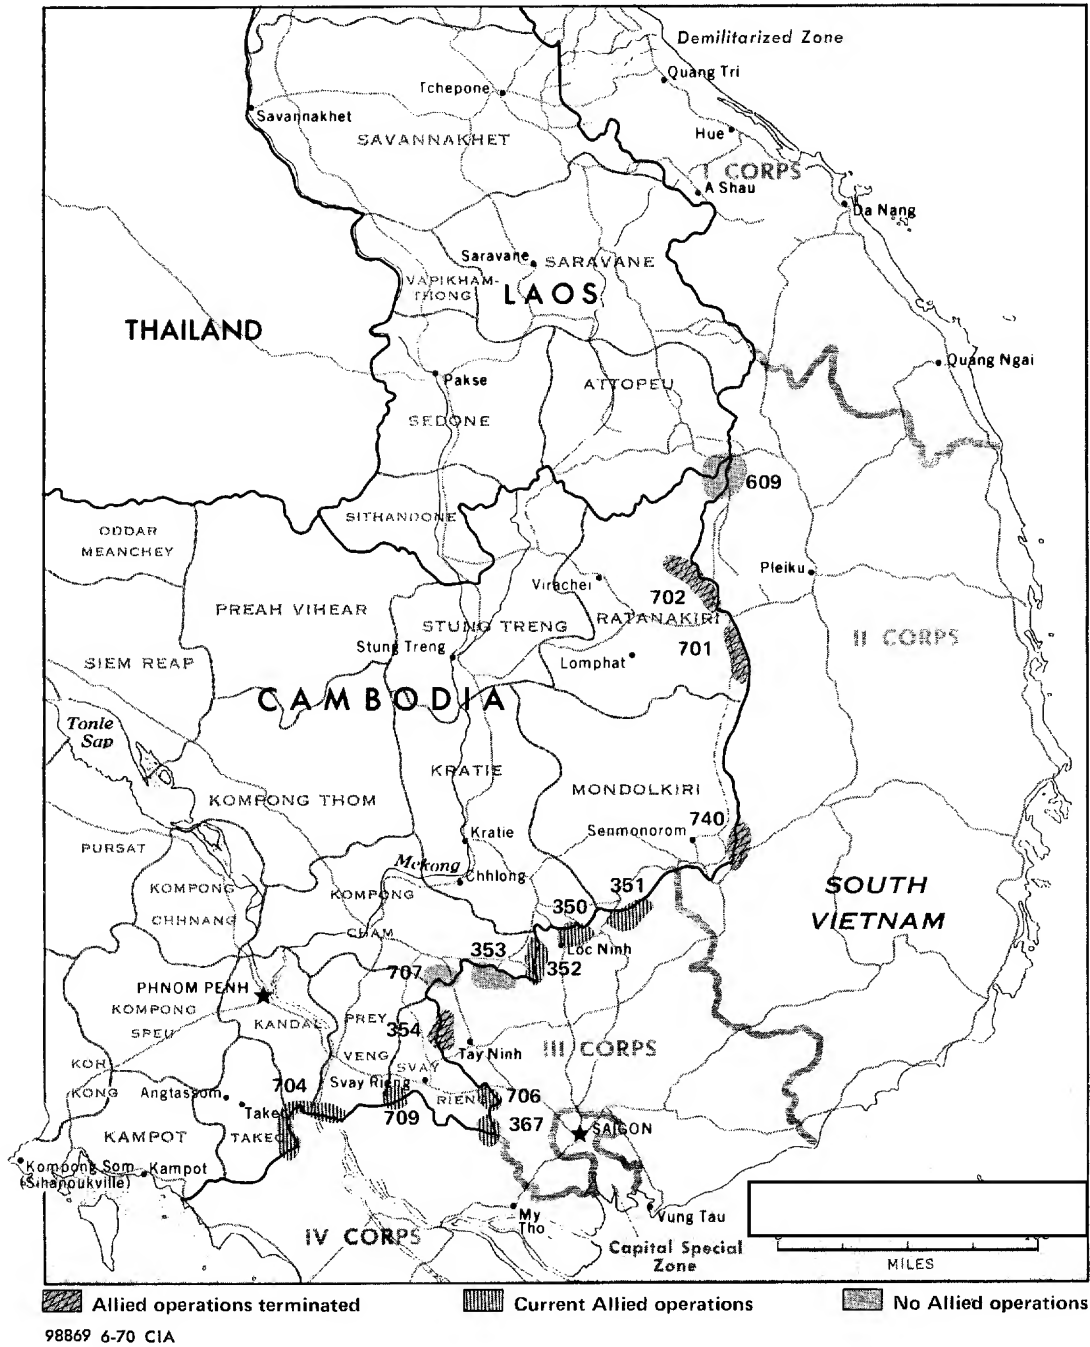 Demilitarized Zone
Quang Tri
Tchepone
Savannakhet
SAVANNAKHET
Hue
I CORPS
A Shau
Da Nang
Saravane
SARAVANE
VAPIKHAM-
THONG
LAOS
THAILAND
Quang Ngai
Pakse
ATTOPEU
SEDONE
609
SITHANDONE
ODDAR
MEANCHEY
Pleiku
Virachei
702
PREAH VIHEAR
RATANAKIRI
STUNG TRENG
II CORPS
Stung Treng
701
SIEM REAP
Lomphat
CAMBODIA
Tonle
Sap
KRATIE
MONDOLKIRI
KOMPONG THOM
740
Kratie
Senmonorom
PURSAT
Mekong
Chhlong
351
SOUTH
VIETNAM
KOMPONG
CHHNANG
KOMPONG
CHAM
350
Loc Ninh
353
352
707
PHNOM PENH
KOMPONG
SPEU
KANDAL
PREY
VENG
354
Tay Ninh
III CORPS
SVAY
RIENG
KOH
KONG
Angtassom
704
Svay Rieng
706
Takeo
709
367
SAIGON
KAMPOT
TAKEO
Kompong Som
(Sihanoukville)
Kampot
My
Tho
Vung Tau
IV CORPS
Capital Special
Zone
MILES
Allied operations terminated
Current Allied operations
No Allied operations
98869 6-70 CIA